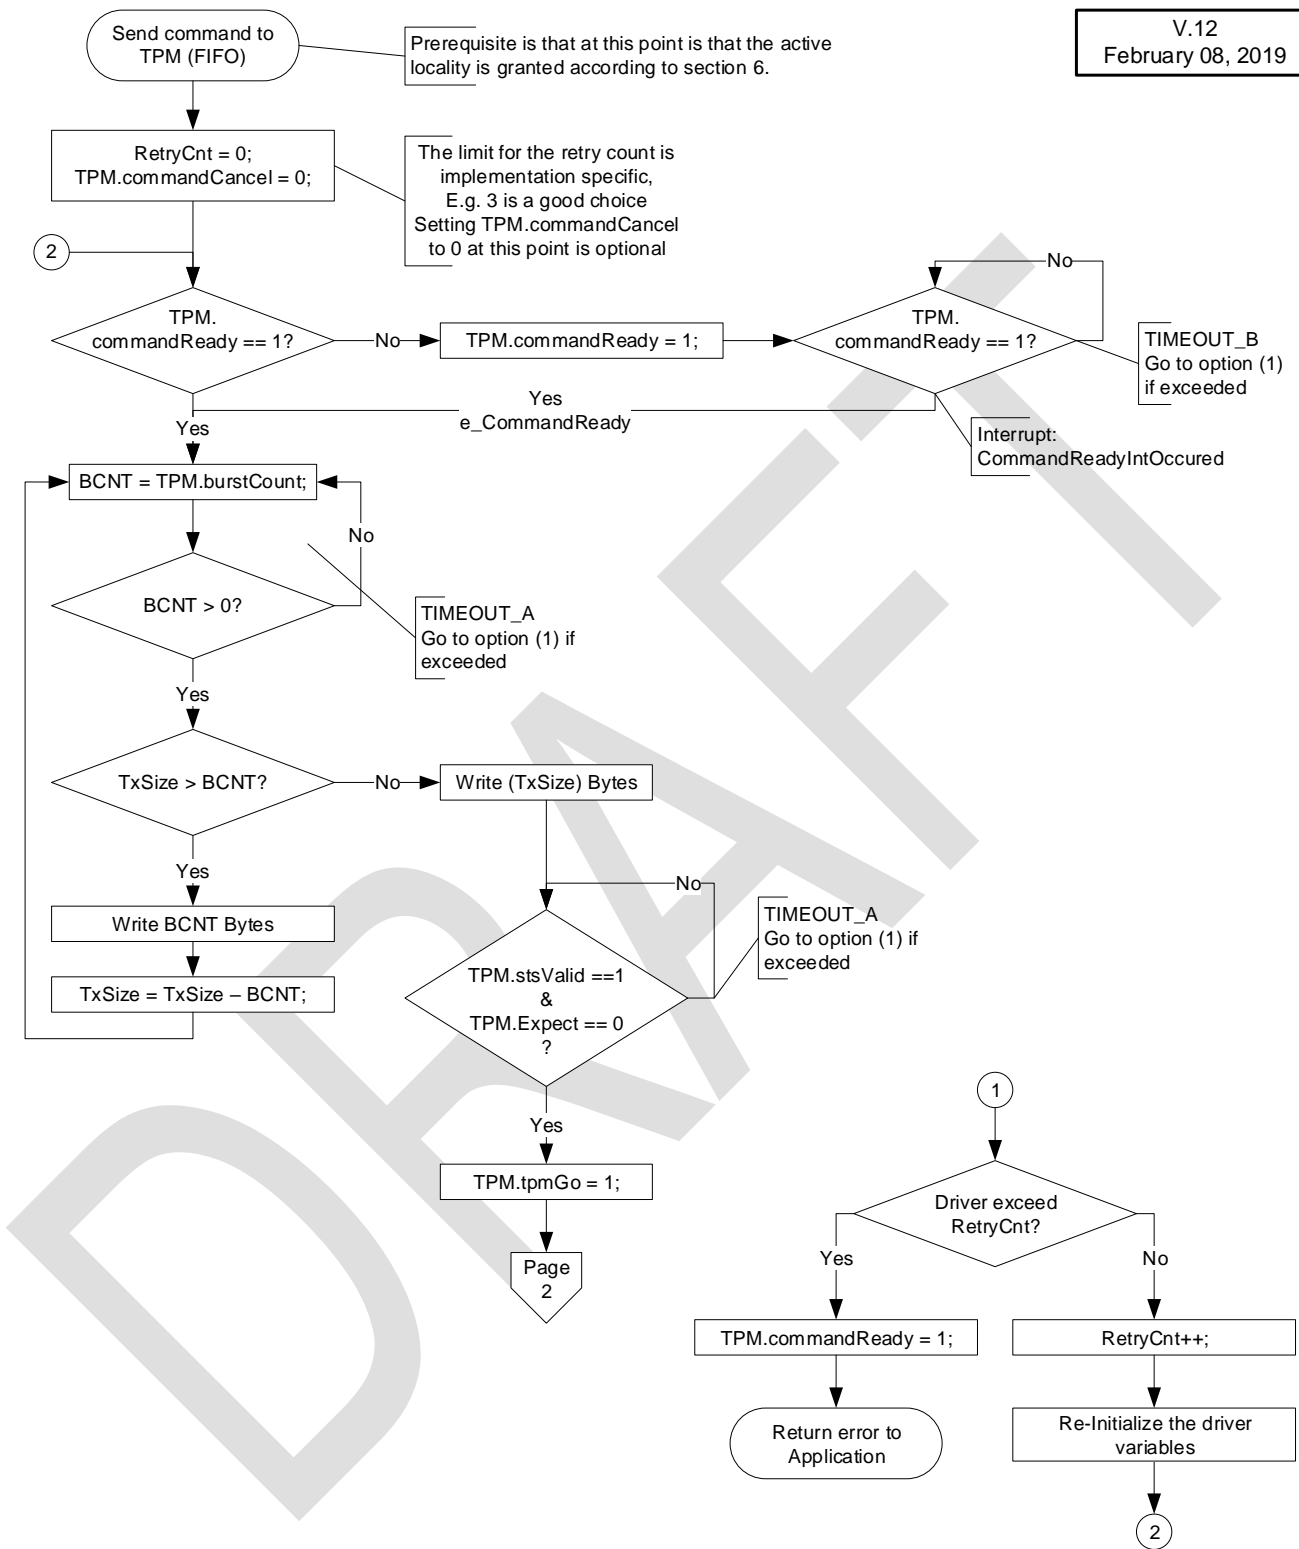 Send command to
TPM (FIFO)
Prerequisite is that at this point is that the active
locality is granted according to section 6.
V.12
February 08, 2019
RetryCnt = 0;
TPM.commandCancel = 0;
The limit for the retry count is
implementation specific,
E.g. 3 is a good choice
Setting TPM.commandCancel
to 0 at this point is optional
2
No
TPM.
commandReady == 1?
No
TPM.commandReady = 1;
TPM.
commandReady == 1?
TIMEOUT_B
Go to option (1)
if exceeded
Yes
e_CommandReady
Yes
Interrupt:
CommandReadyIntOccured
BCNT = TPM.burstCount;
No
BCNT > 0?
TIMEOUT_A
Go to option (1) if
exceeded
Yes
TxSize > BCNT?
No
Write (TxSize) Bytes
Yes
No
Write BCNT Bytes
TIMEOUT_A
Go to option (1) if
exceeded
TxSize = TxSize – BCNT;
TPM.stsValid ==1
&
TPM.Expect == 0
?
1
Yes
TPM.tpmGo = 1;
Driver exceed
RetryCnt?
Yes
No
Page
2
TPM.commandReady = 1;
RetryCnt++;
Return error to
Application
Re-Initialize the driver
variables
2
DRAFT